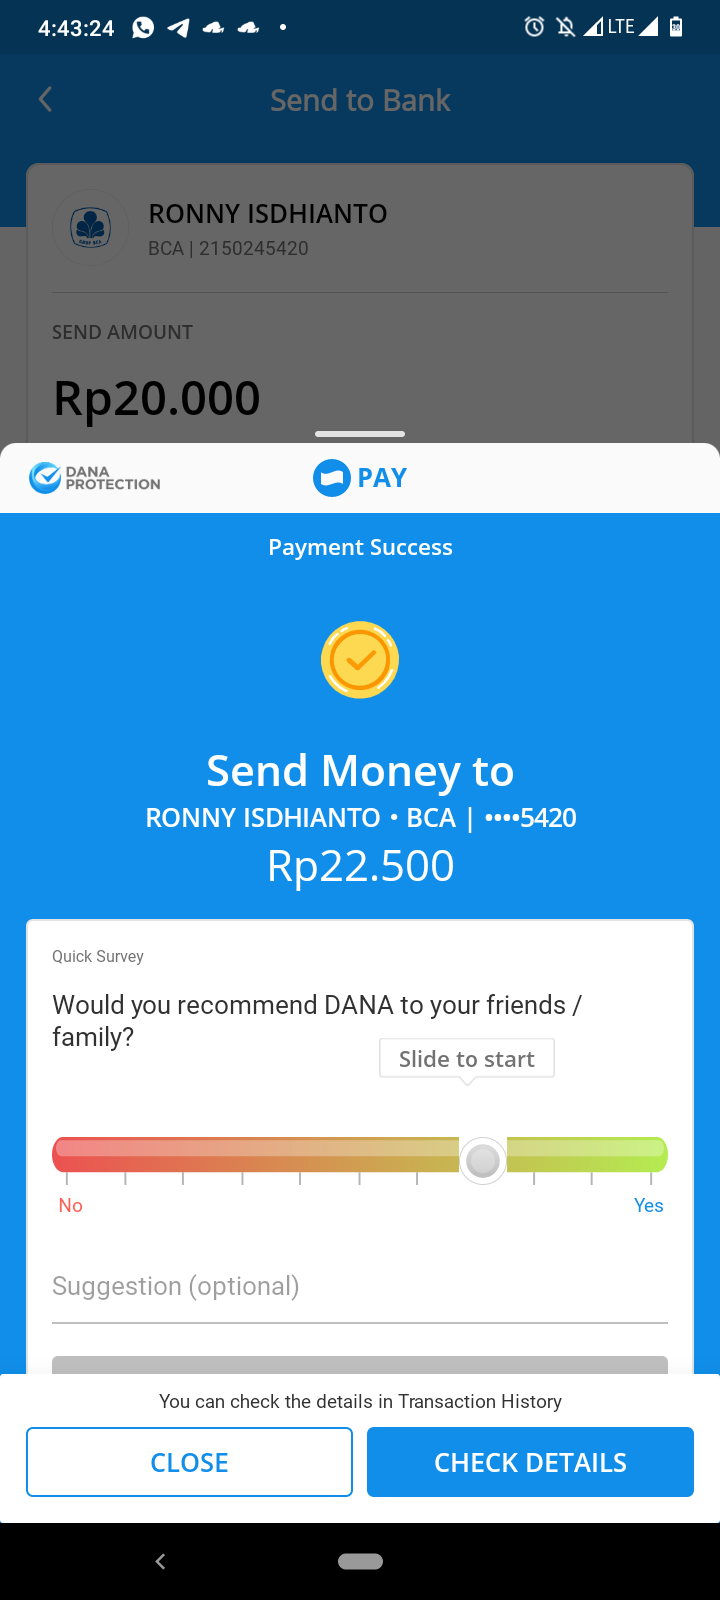 4:43:24
LTE
Send to Bank
RONNY ISDHIANTO
BCA | 2150245420
SEND AMOUNT
Rp20.000
DANA
PROTECTION
PAY
Payment Success
Send Money to
RONNY ISDHIANTO • BCA | ••••5420
Rp22.500
Quick Survey
Would you recommend DANA to your friends /
family?
Slide to start
No
Yes
Suggestion (optional)
You can check the details in Transaction History
CLOSE
CHECK DETAILS